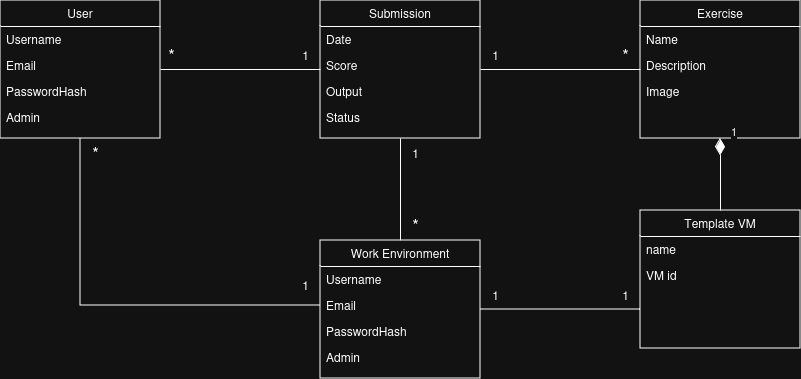 User
Username
Email
PasswordHash
Admin
*
1
Submission
Date
Score
Output
Status
1
*
Exercise
Name
Description
Image
1
*
1
*
1
Work Environment
Username
Email
PasswordHash
Admin
1
1
Template VM
name
VM id